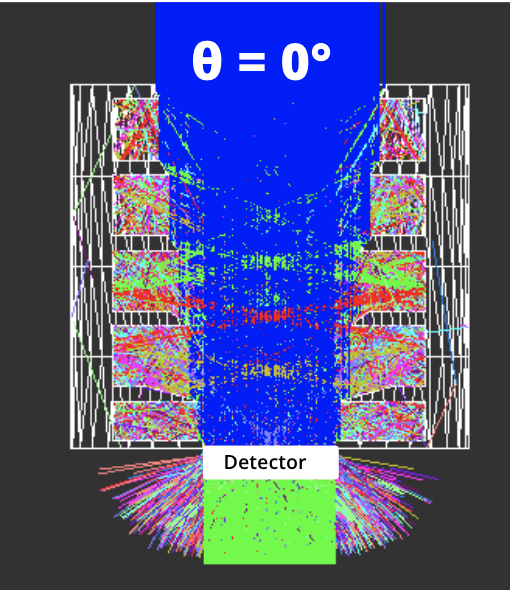 θ = 0°
Detector